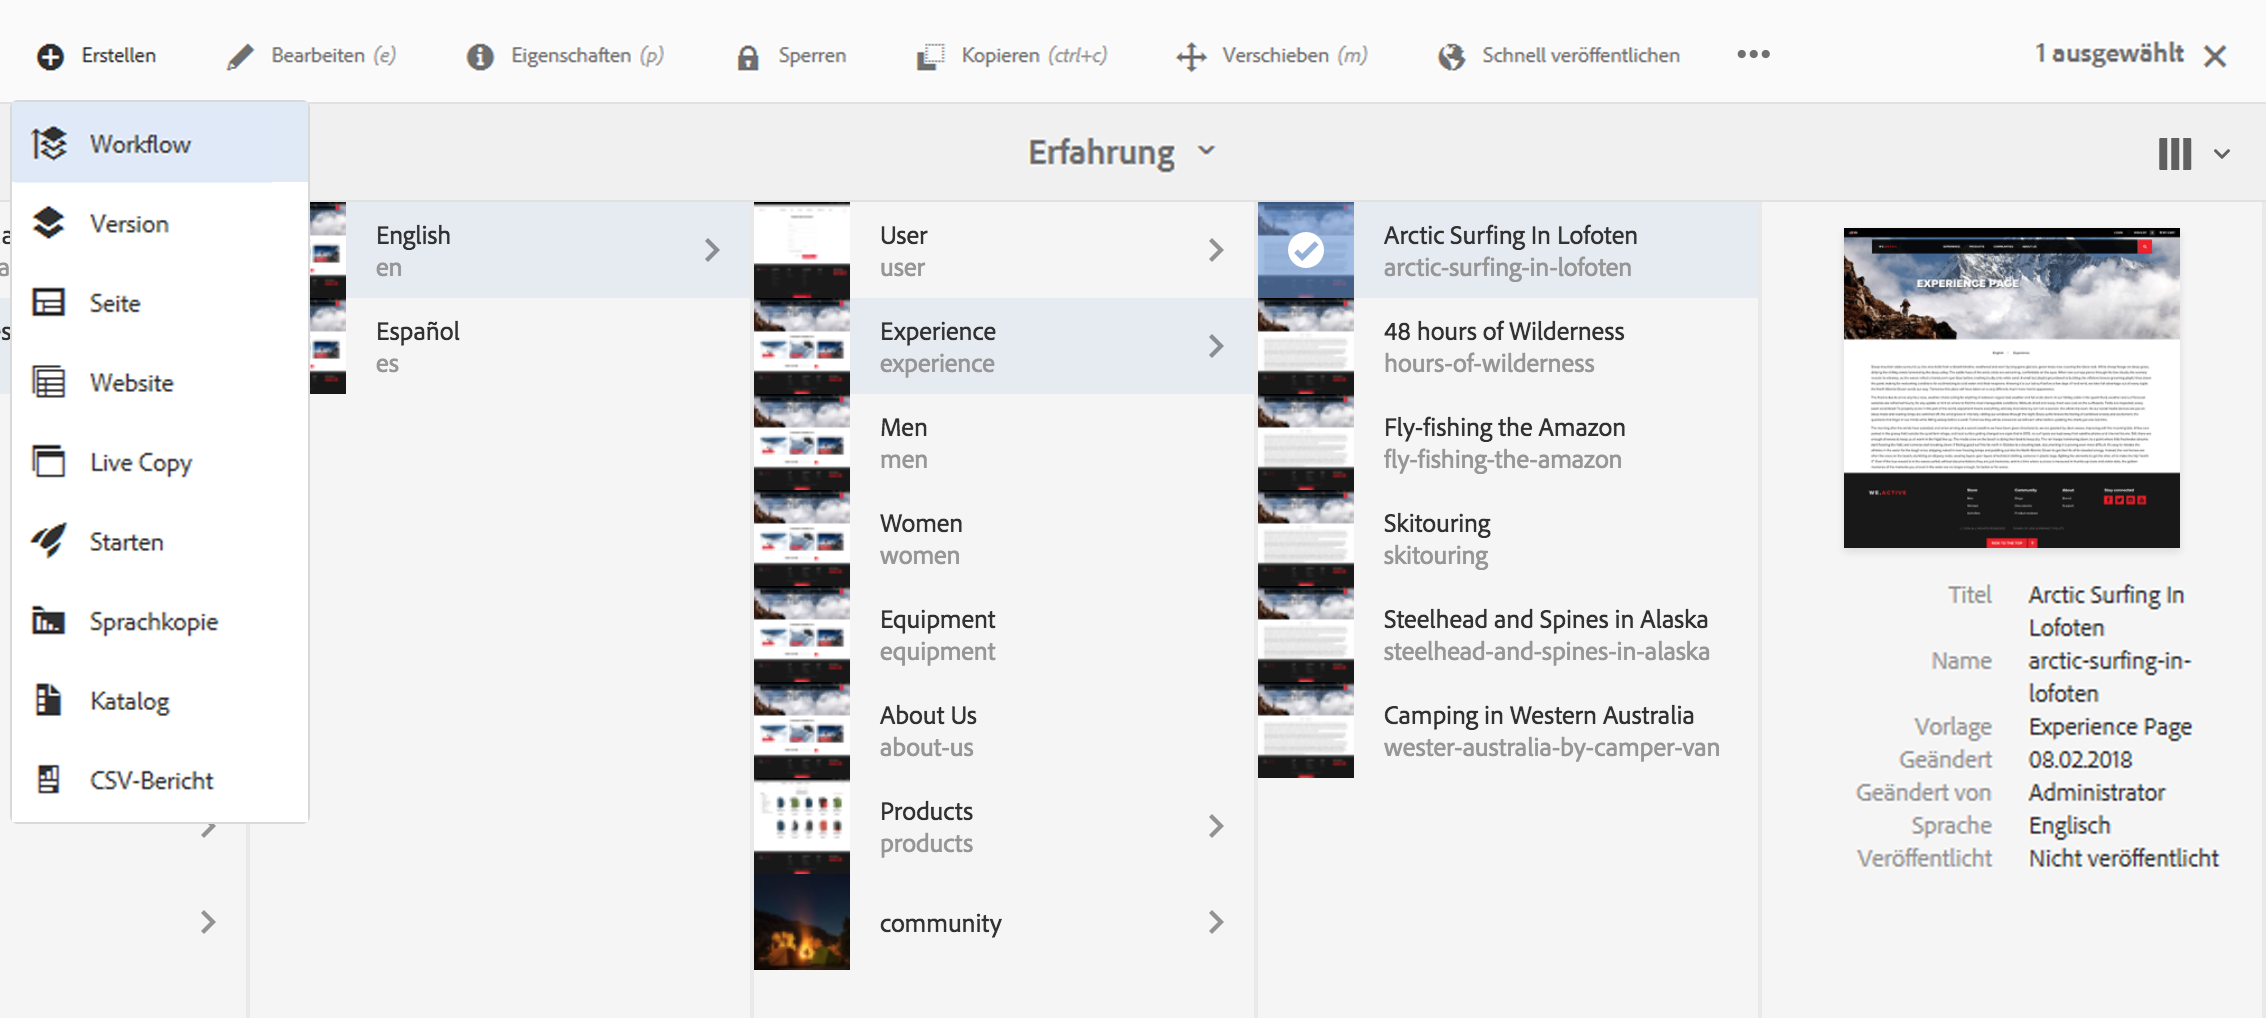 Erstellen
Bearbeiten (e)
Eigenschaften (p)
Sperren
Kopieren (ctrl+c)
Verschieben (m)
Schnell veröffentlichen
•••
1 ausgewählt
Workflow
Version
Seite
Website
Live Copy
Starten
Sprachkopie
Katalog
CSV-Bericht
Erfahrung
English
en
Español
es
User
user
Experience
experience
Men
men
Women
women
Equipment
equipment
About Us
about-us
Products
products
community
Arctic Surfing In Lofoten
arctic-surfing-in-lofoten
48 hours of Wilderness
hours-of-wilderness
Fly-fishing the Amazon
fly-fishing-the-amazon
Skitouring
skitouring
Steelhead and Spines in Alaska
steelhead-and-spines-in-alaska
Camping in Western Australia
wester-australia-by-camper-van
EXPERIENCE PAGE
WE.ACTIVE
Titel Arctic Surfing In
Lofoten
Name arctic-surfing-in-
lofoten
Vorlage Experience Page
Geändert 08.02.2018
Geändert von Administrator
Sprache Englisch
Veröffentlicht Nicht veröffentlicht